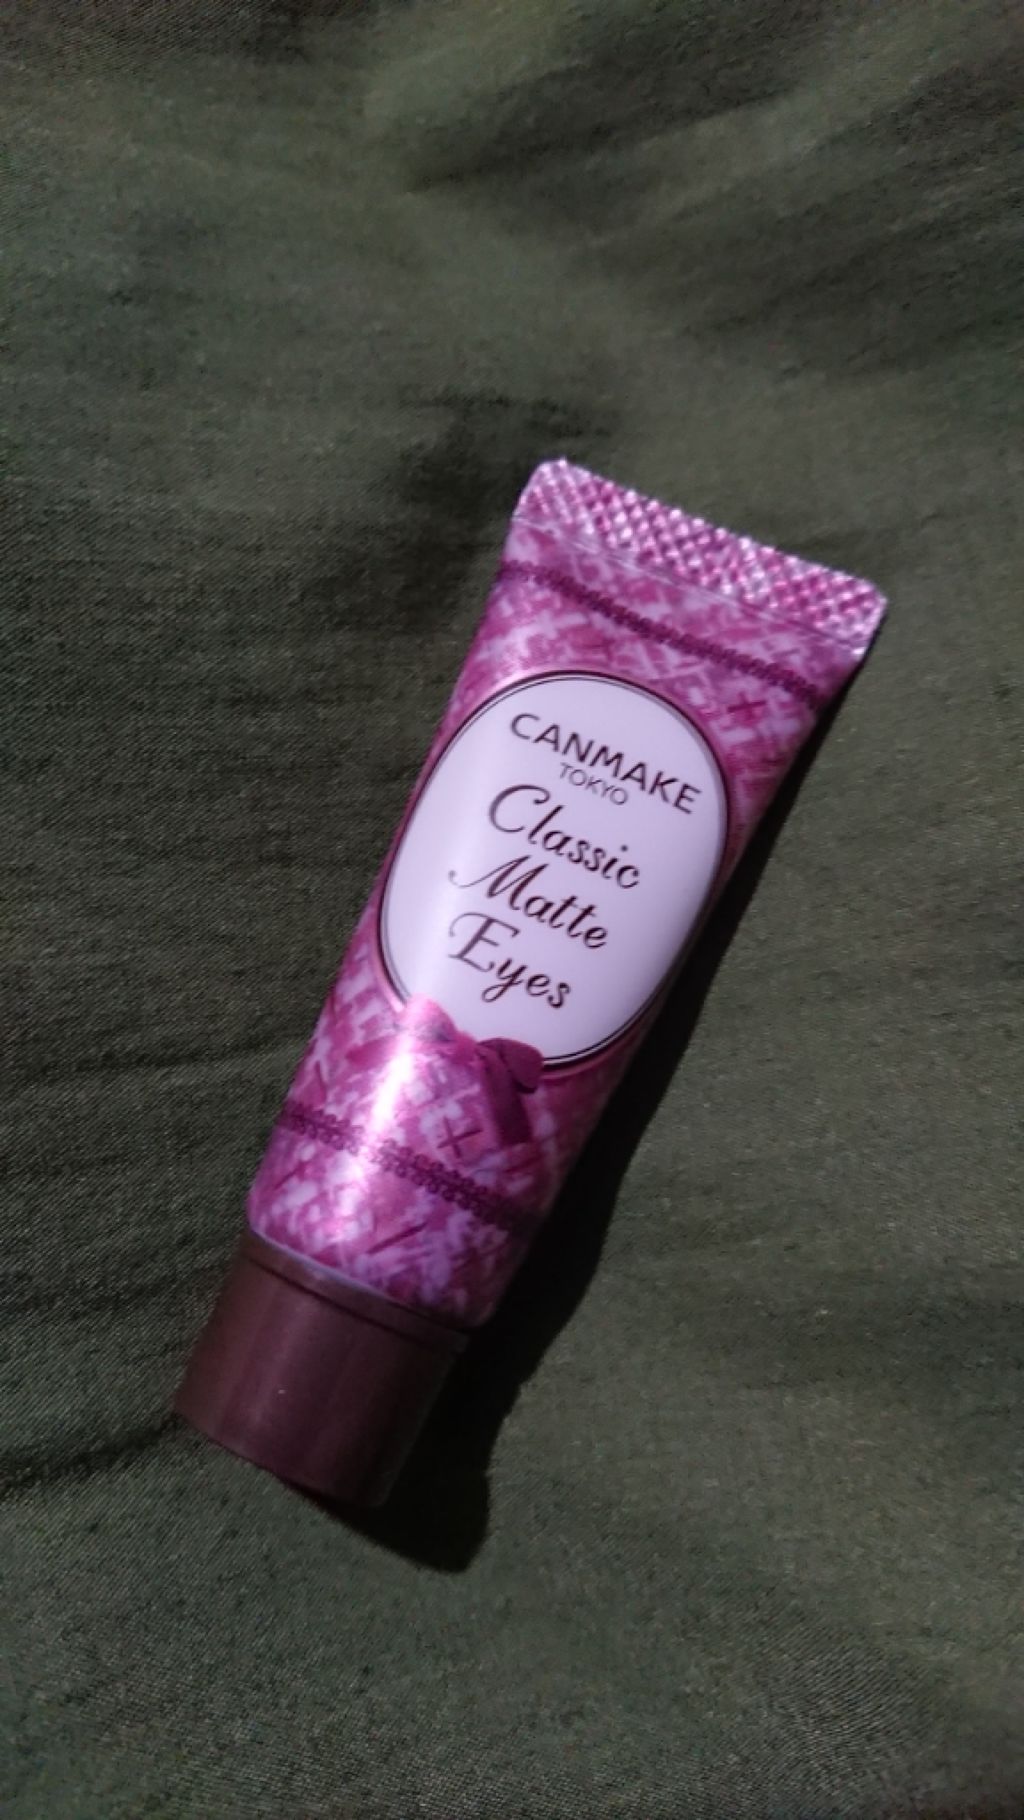 CANMAKE
TOKYO
Classic
Matte
Eyes